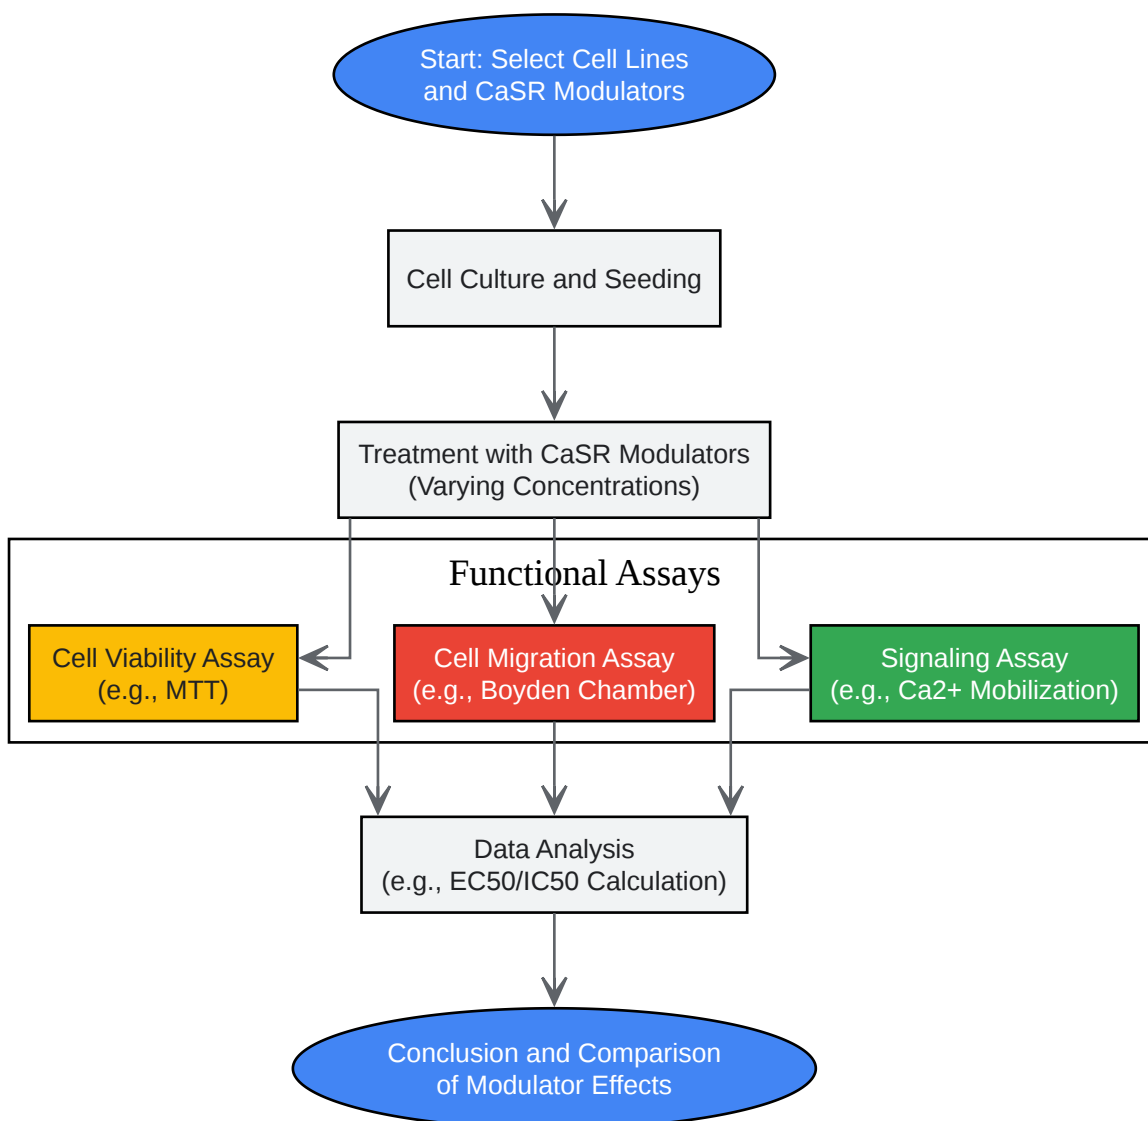 Start: Select Cell Lines
and CaSR Modulators
Cell Culture and Seeding
Treatment with CaSR Modulators
(Varying Concentrations)
Functional Assays
Cell Viability Assay
(e.g., MTT)
Cell Migration Assay
(e.g., Boyden Chamber)
Signaling Assay
(e.g., Ca2+ Mobilization)
Data Analysis
(e.g., EC50/IC50 Calculation)
Conclusion and Comparison
of Modulator Effects